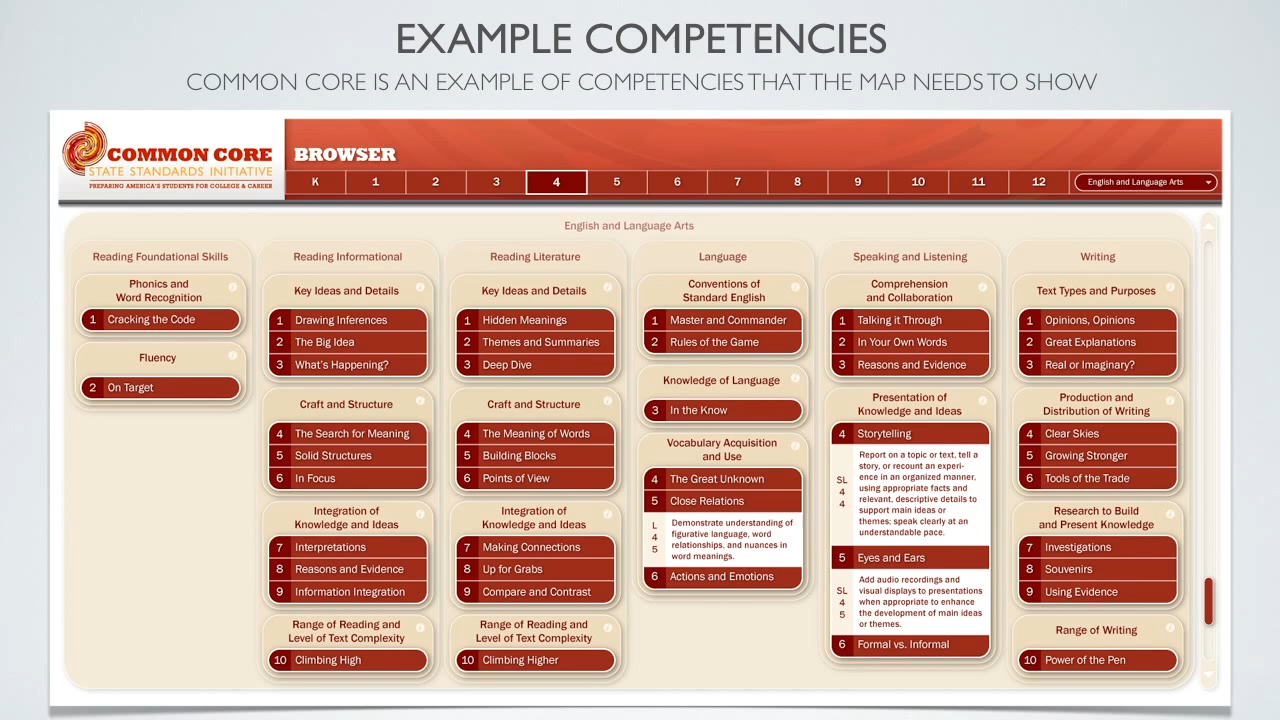 EXAMPLE COMPETENCIES
COMMON CORE IS AN EXAMPLE OF COMPETENCIES THAT THE MAP NEEDS TO SHOW
COMMON CORE
STATE STANDARDS INITIATIVE
PREPARING AMERICA'S STUDENTS FOR COLLEGE & CAREER
BROWSER
K 1 2 3 4 5 6 7 8 9 10 11 12 English and Language Arts
English and Language Arts
Reading Foundational Skills
Phonics and
Word Recognition
1 Cracking the Code
Fluency
2 On Target
Reading Informational
Key Ideas and Details
1 Drawing Inferences
2 The Big Idea
3 What's Happening?
Craft and Structure
4 The Search for Meaning
5 Solid Structures
6 In Focus
Integration of
Knowledge and Ideas
7 Interpretations
8 Reasons and Evidence
9 Information Integration
Range of Reading and
Level of Text Complexity
10 Climbing High
Reading Literature
Key Ideas and Details
1 Hidden Meanings
2 Themes and Summaries
3 Deep Dive
Craft and Structure
4 The Meaning of Words
5 Building Blocks
6 Points of View
Integration of
Knowledge and Ideas
7 Making Connections
8 Up for Grabs
9 Compare and Contrast
Range of Reading and
Level of Text Complexity
10 Climbing Higher
Language
Conventions of
Standard English
1 Master and Commander
2 Rules of the Game
Knowledge of Language
3 In the Know
Vocabulary Acquisition
and Use
4 The Great Unknown
5 Close Relations
L
4
5
Demonstrate understanding of
figurative language, word
relationships, and nuances in
word meanings.
6 Actions and Emotions
Speaking and Listening
Comprehension
and Collaboration
1 Talking it Through
2 In Your Own Words
3 Reasons and Evidence
Presentation of
Knowledge and Ideas
4 Storytelling
SL
4
4
Report on a topic or text, tell a
story, or recount an experi-
ence in an organized manner,
using appropriate facts and
relevant, descriptive details to
support main ideas or
themes; speak clearly at an
understandable pace.
5 Eyes and Ears
SL
4
5
Add audio recordings and
visual displays to presentations
when appropriate to enhance
the development of main ideas
or themes.
6 Formal vs. Informal
Writing
Text Types and Purposes
1 Opinions, Opinions
2 Great Explanations
3 Real or Imaginary?
Production and
Distribution of Writing
4 Clear Skies
5 Growing Stronger
6 Tools of the Trade
Research to Build
and Present Knowledge
7 Investigations
8 Souvenirs
9 Using Evidence
Range of Writing
10 Power of the Pen